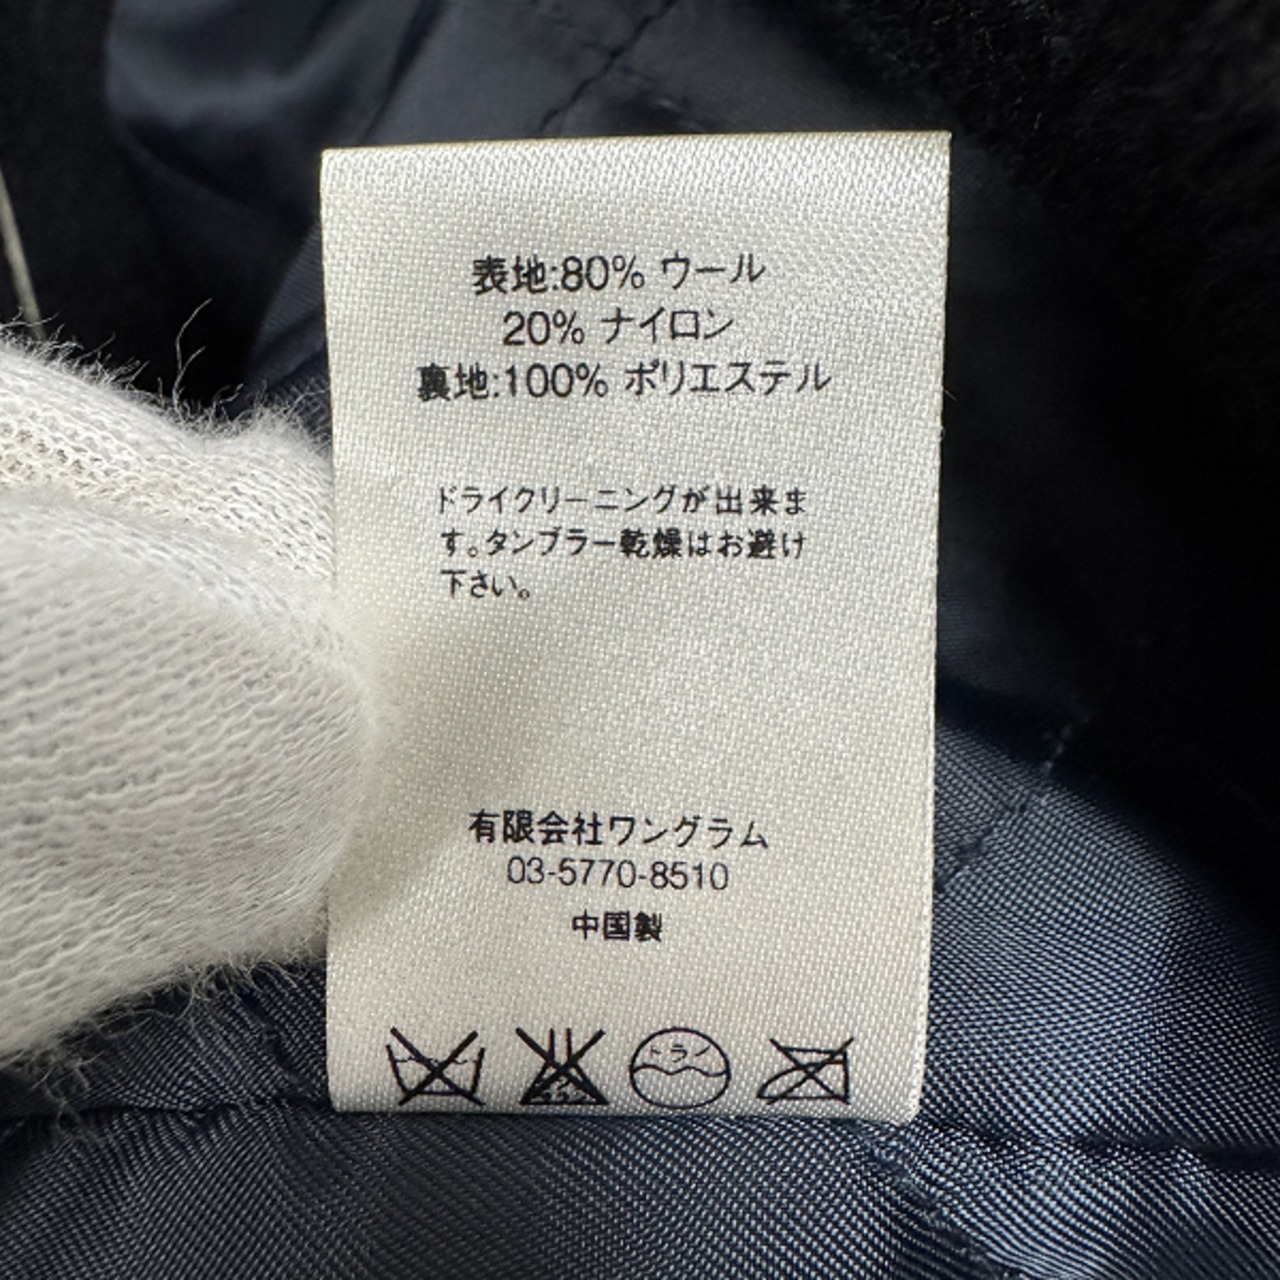 表地:80% ウール
20% ナイロン
裏地:100% ポリエステル
ドライクリーニングが出来ま
す。タンブラー乾燥はお避け
下さい。
有限会社ワングラム
03-5770-8510
中国製
ドライ